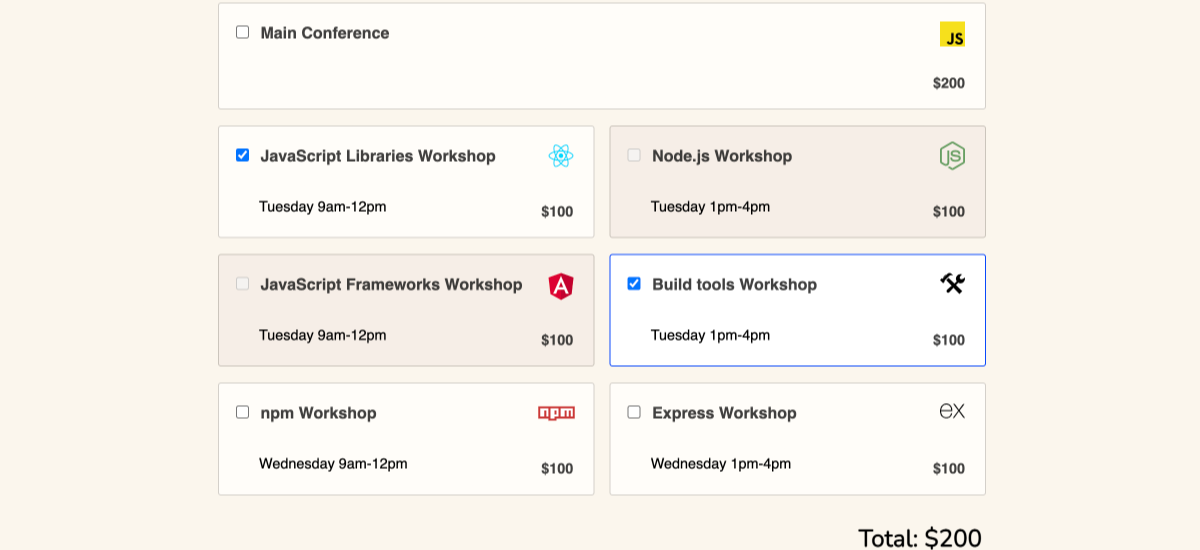 Main Conference
JS
$200
JavaScript Libraries Workshop
Tuesday 9am-12pm
$100
Node.js Workshop
JS
Tuesday 1pm-4pm
$100
JavaScript Frameworks Workshop
A
Tuesday 9am-12pm
$100
Build tools Workshop
Tuesday 1pm-4pm
$100
npm Workshop
npm
Wednesday 9am-12pm
$100
Express Workshop
ex
Wednesday 1pm-4pm
$100
Total: $200